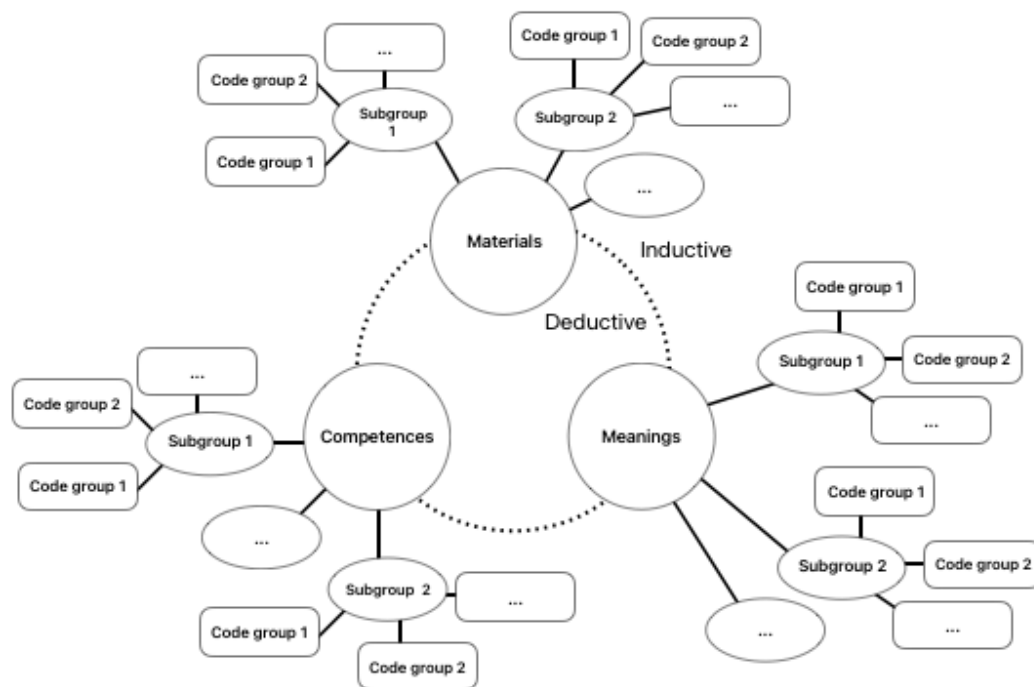 ...
Code group 1
Code group 2
Code group 2
Subgroup
1
Subgroup 2
...
Code group 1
...
Materials
Inductive
Code group 1
Deductive
Subgroup 1
Code group 2
...
Code group 2
...
Subgroup 1
Competences
Meanings
Code group 1
Code group 1
...
Subgroup 2
Code group 2
Subgroup 2
...
Code group 1
...
...
Code group 2